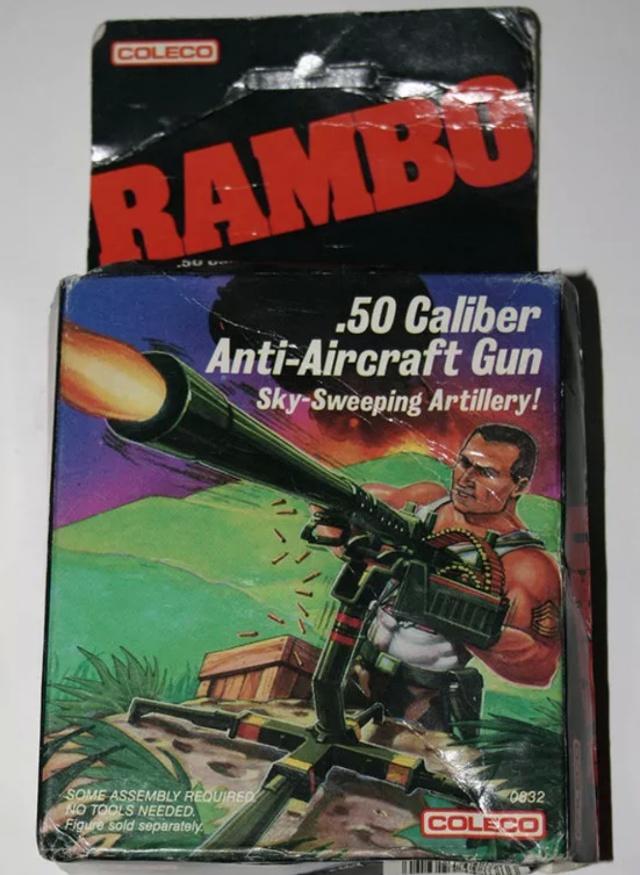 COLECO
RAMBO
.50 Caliber
Anti-Aircraft Gun
Sky-Sweeping Artillery!
SOME ASSEMBLY REQUIRED.
NO TOOLS NEEDED.
Figure sold separately.
0832
COLECO